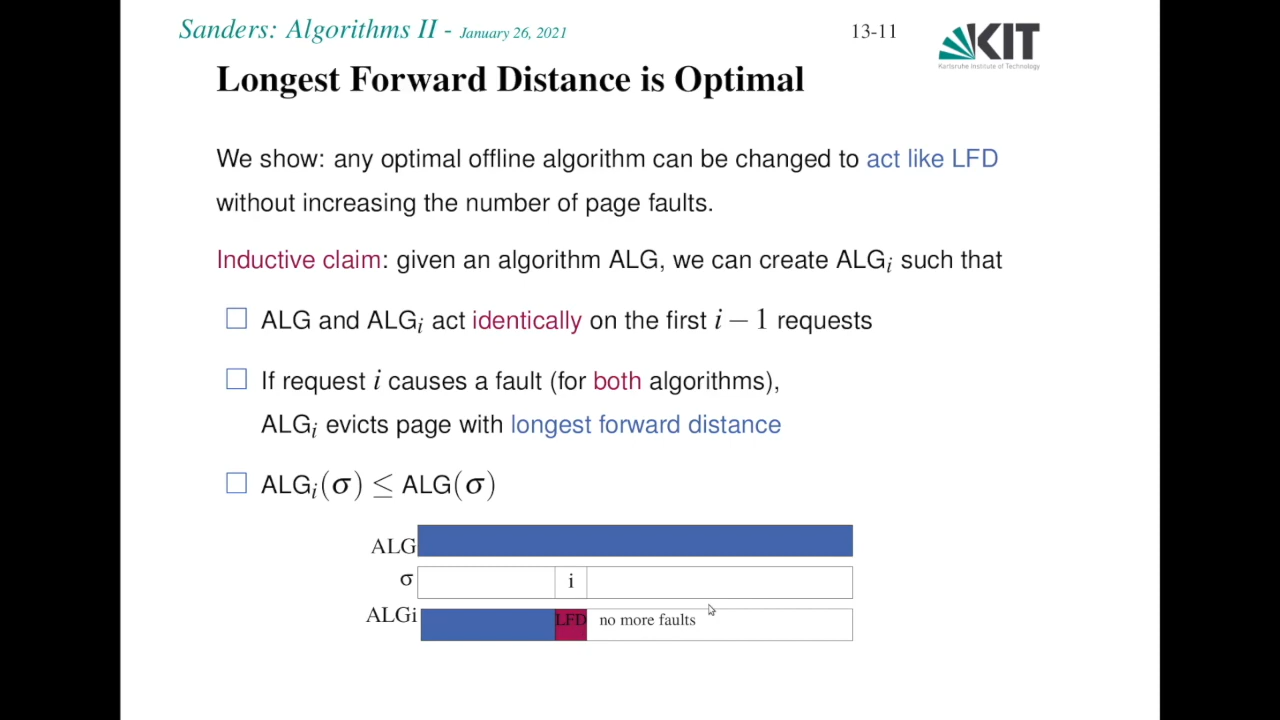 Sanders: Algorithms II - January 26, 2021
13-11
KIT
Karlsruhe Institute of Technology
Longest Forward Distance is Optimal
We show: any optimal offline algorithm can be changed to act like LFD
without increasing the number of page faults.
Inductive claim: given an algorithm ALG, we can create ALGᵢ such that
ALG and ALGᵢ act identically on the first i − 1 requests
If request i causes a fault (for both algorithms),
ALGᵢ evicts page with longest forward distance
ALGᵢ(σ) ≤ ALG(σ)
ALG
σ
i
ALGi
LFD
no more faults